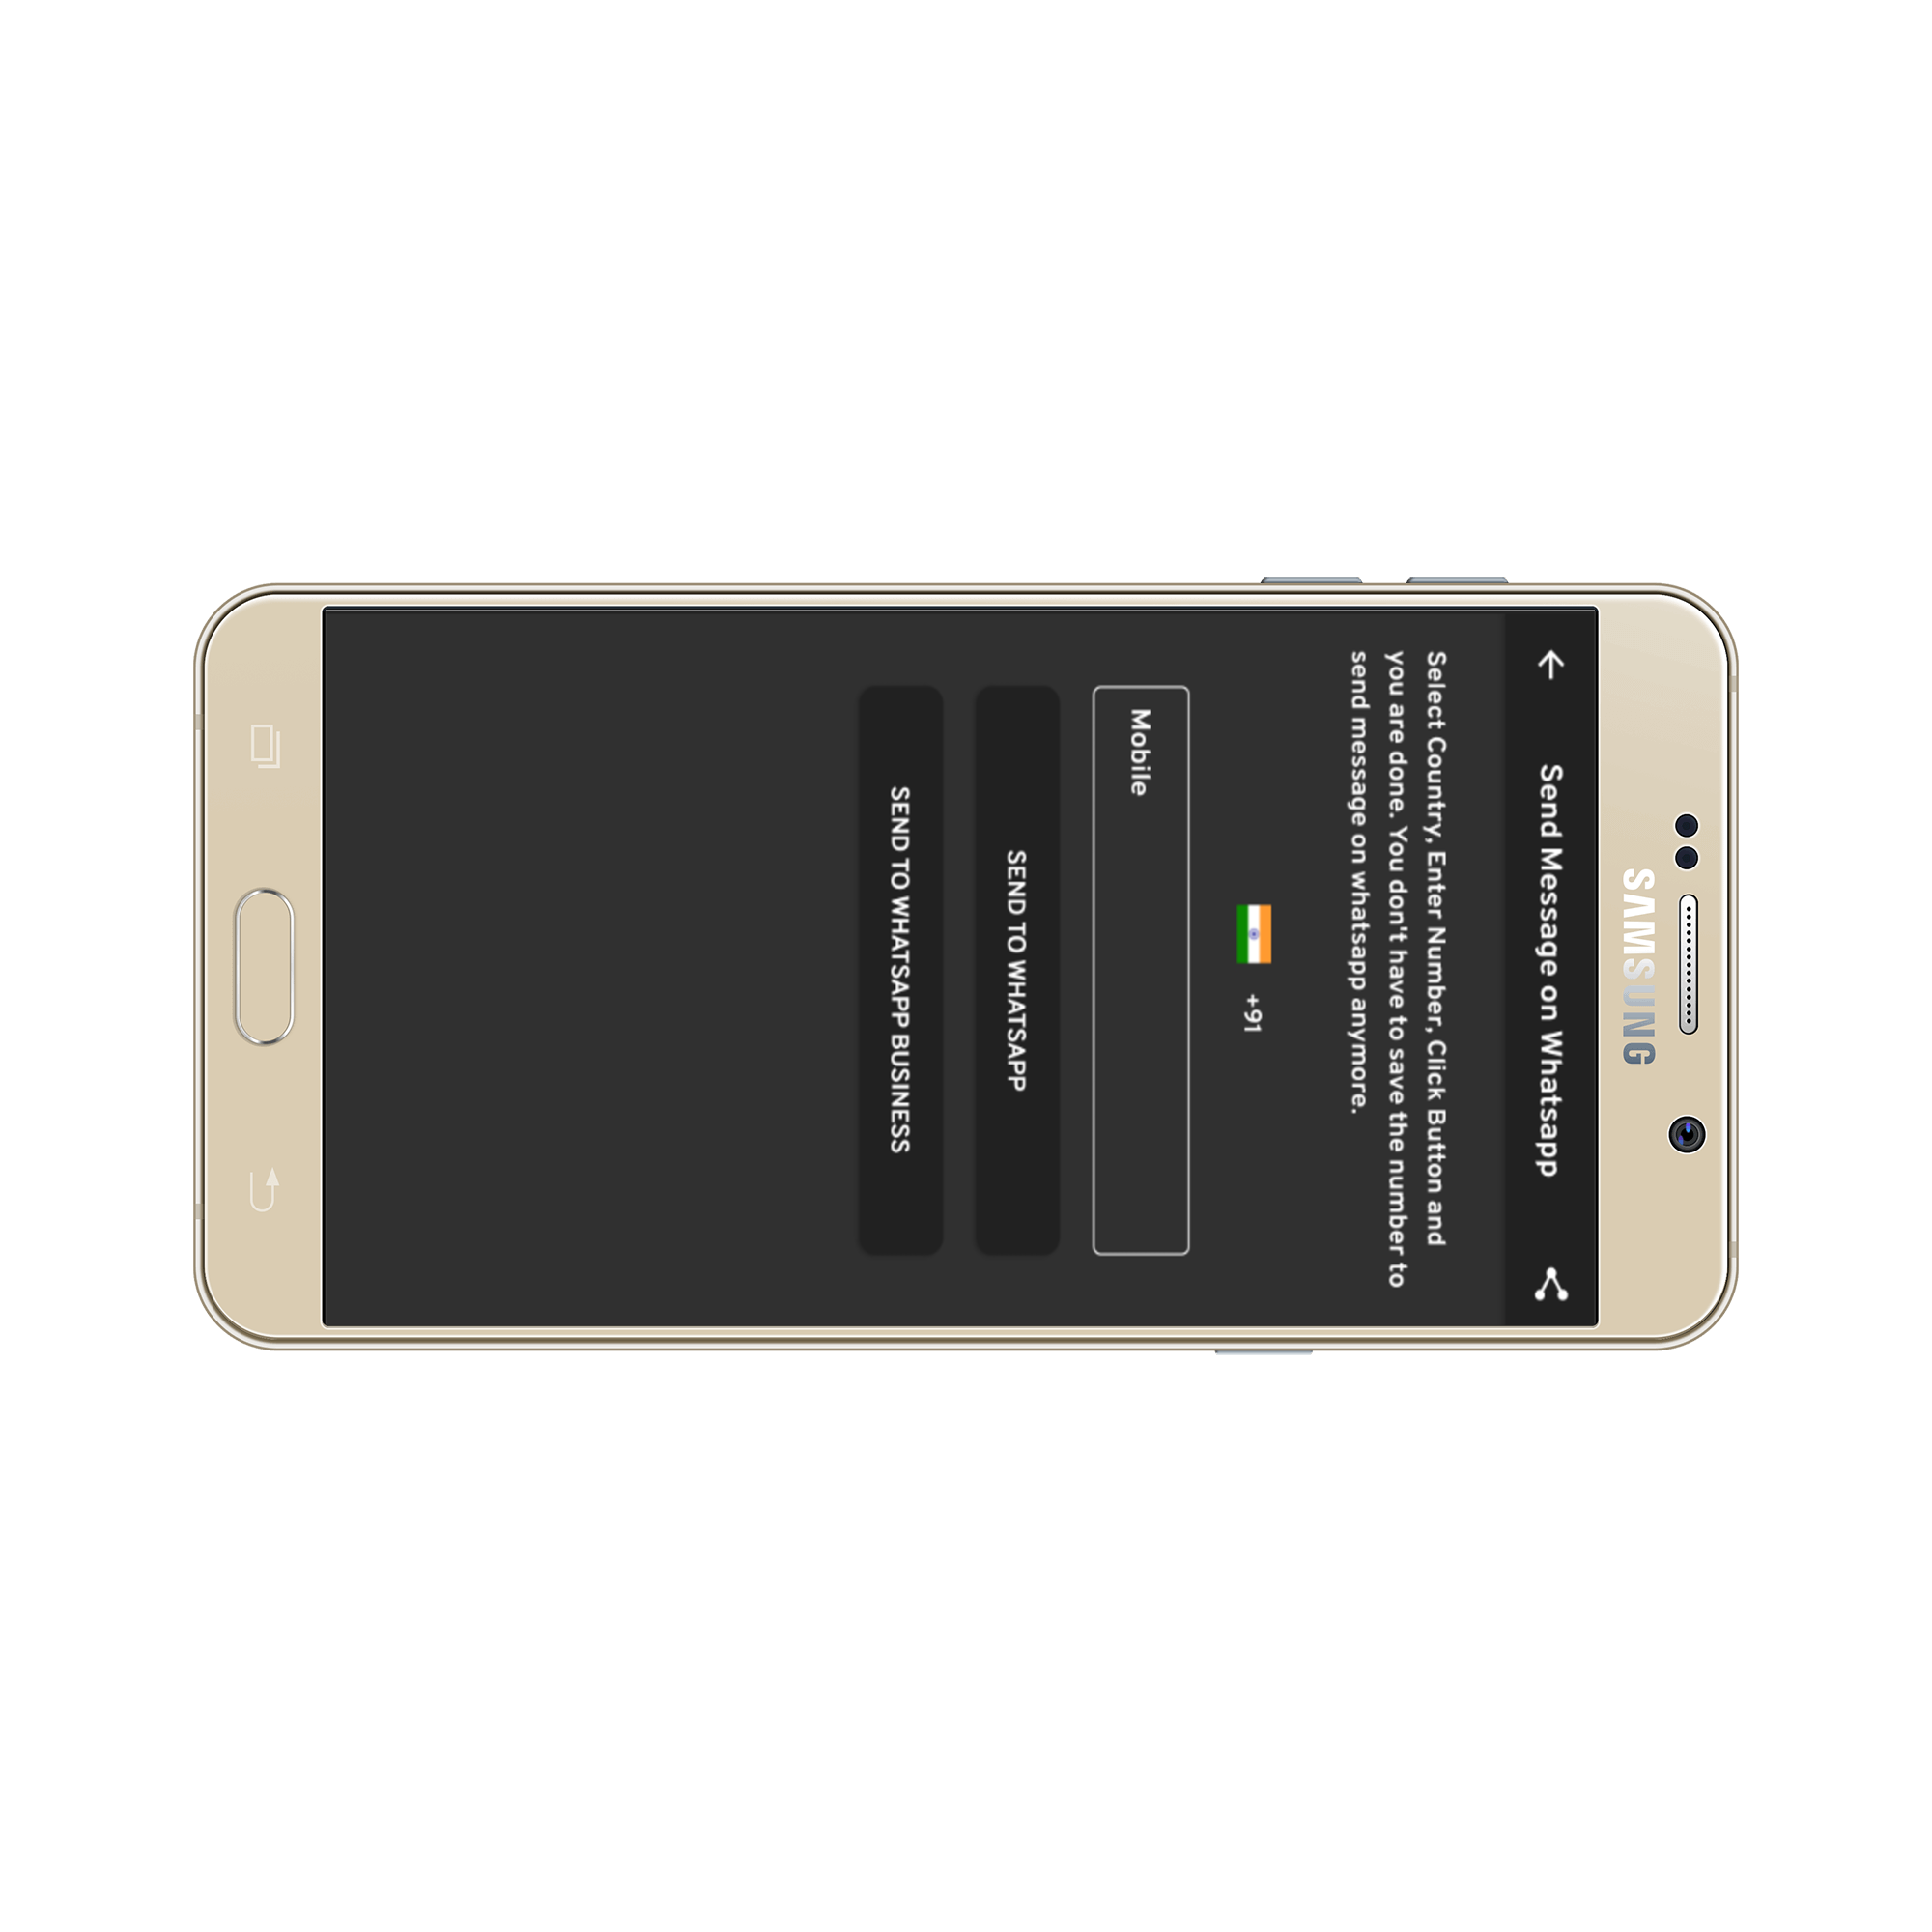 SAMSUNG
Send Message on Whatsapp
Select Country, Enter Number, Click Button and
you are done. You don't have to save the number to
send message on whatsapp anymore.
+91
Mobile
SEND TO WHATSAPP
SEND TO WHATSAPP BUSINESS